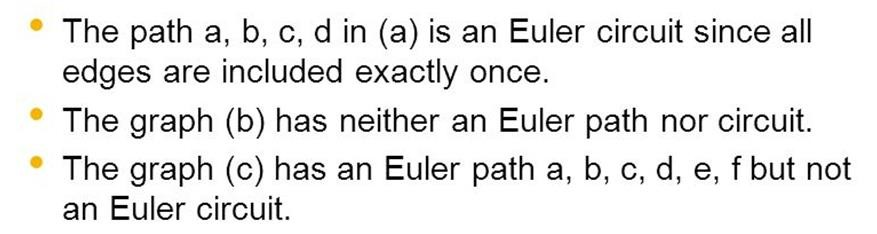 • The path a, b, c, d in (a) is an Euler circuit since all
edges are included exactly once.
• The graph (b) has neither an Euler path nor circuit.
• The graph (c) has an Euler path a, b, c, d, e, f but not
an Euler circuit.